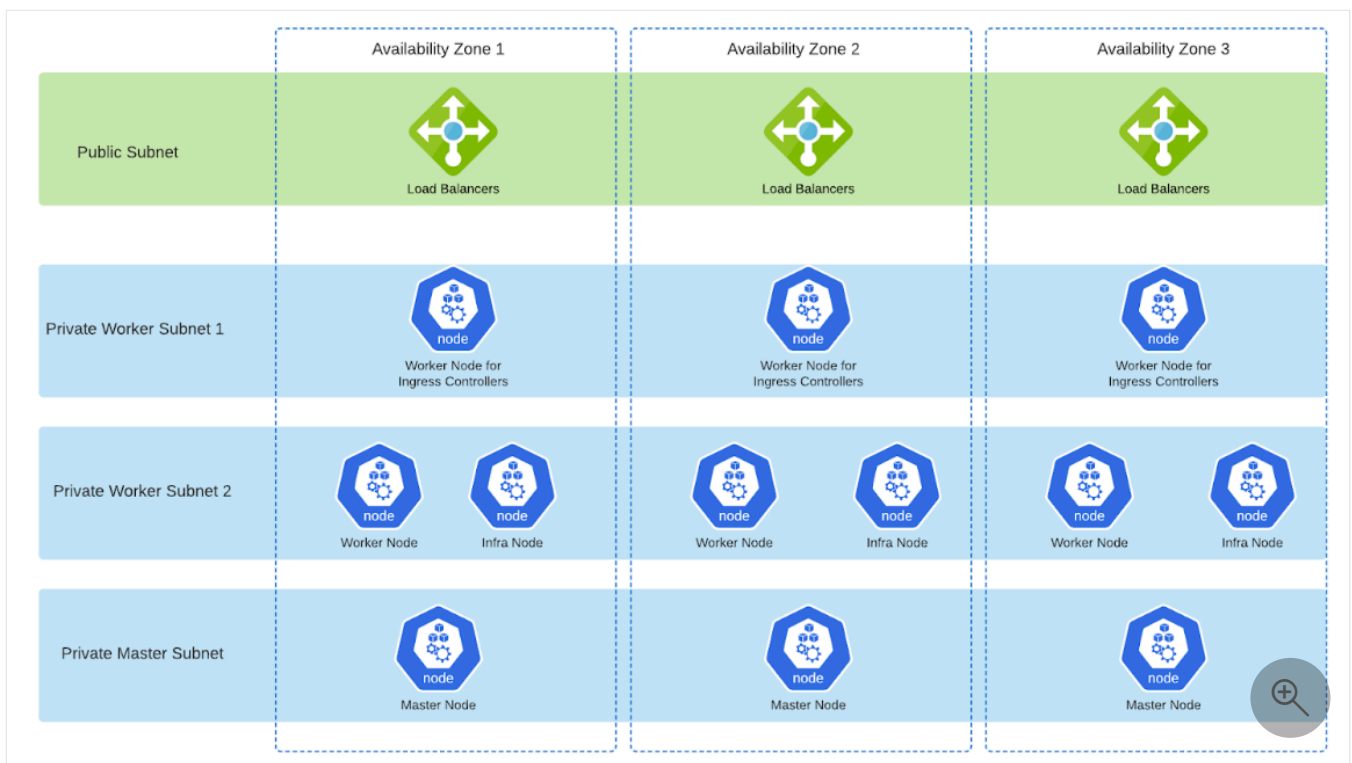 Availability Zone 1
Availability Zone 2
Availability Zone 3
Public Subnet
Load Balancers
Load Balancers
Load Balancers
Private Worker Subnet 1
node
Worker Node for
Ingress Controllers
node
Worker Node for
Ingress Controllers
node
Worker Node for
Ingress Controllers
Private Worker Subnet 2
node
Worker Node
node
Infra Node
node
Worker Node
node
Infra Node
node
Worker Node
node
Infra Node
Private Master Subnet
node
Master Node
node
Master Node
node
Master Node